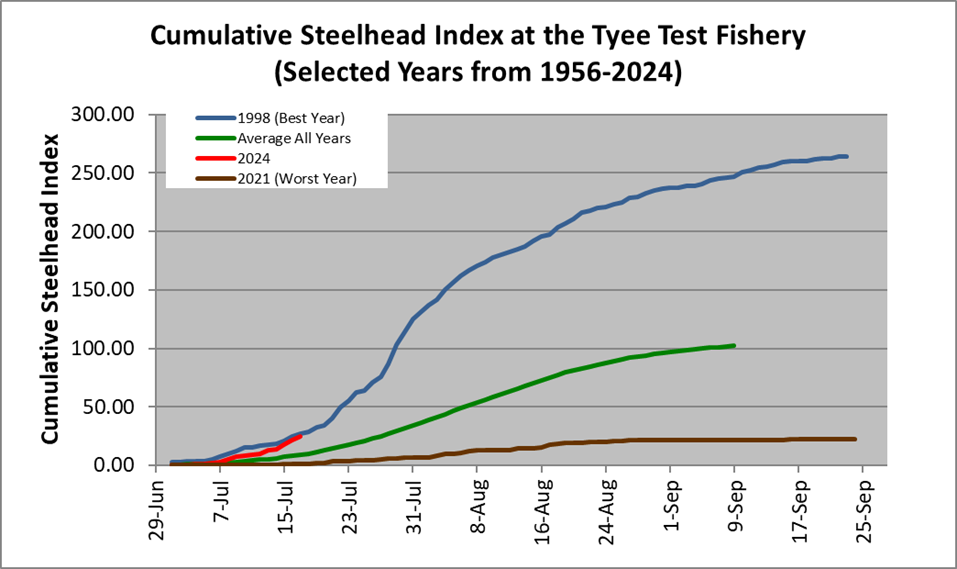 Cumulative Steelhead Index at the Tyee Test Fishery
(Selected Years from 1956-2024)
Cumulative Steelhead Index
300.00
250.00
200.00
150.00
100.00
50.00
0.00
1998 (Best Year)
Average All Years
2024
2021 (Worst Year)
29-Jun
7-Jul
15-Jul
23-Jul
31-Jul
8-Aug
16-Aug
24-Aug
1-Sep
9-Sep
17-Sep
25-Sep